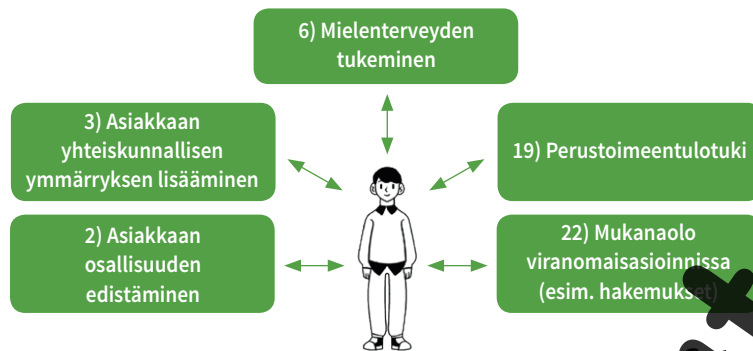 6) Mielenterveyden
tukeminen
3) Asiakkaan
yhteiskunnallisen
ymmärryksen lisääminen
19) Perustoimeentulotuki
2) Asiakkaan
osallisuuden
edistäminen
22) Mukanaolo
viranomaisasioinnissa
(esim. hakemukset)